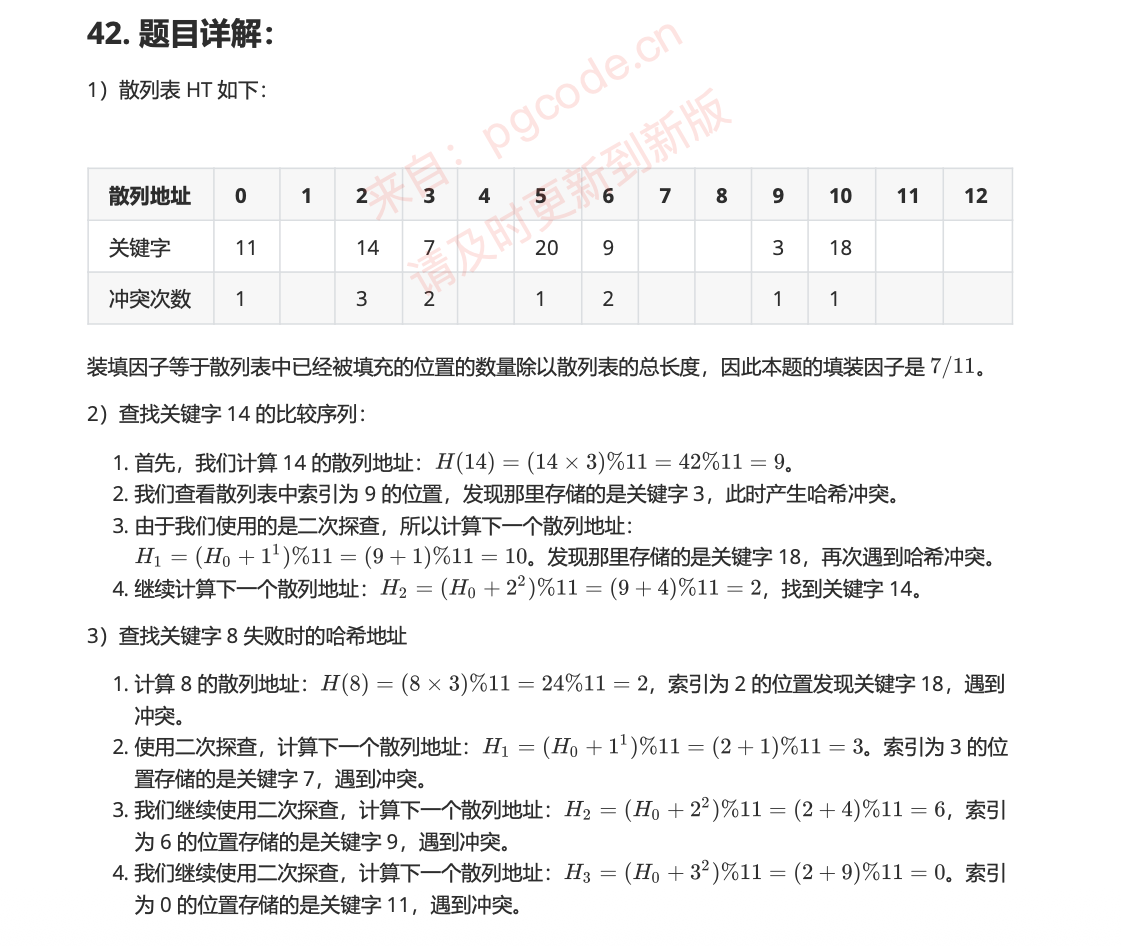 42. 题目详解：
1）散列表 HT 如下：
散列地址 0 1 2 3 4 5 6 7 8 9 10 11 12
关键字 11 14 7 20 9 3 18
冲突次数 1 3 2 1 2 1 1
装填因子等于散列表中已经被填充的位置的数量除以散列表的总长度，因此本题的填装因子是 7/11。
2）查找关键字 14 的比较序列：
1. 首先，我们计算 14 的散列地址：H(14) = (14 × 3)%11 = 42%11 = 9。
2. 我们查看散列表中索引为 9 的位置，发现那里存储的是关键字 3，此时产生哈希冲突。
3. 由于我们使用的是二次探查，所以计算下一个散列地址：
H₁ = (H₀ + 1¹)%11 = (9 + 1)%11 = 10。发现那里存储的是关键字 18，再次遇到哈希冲突。
4. 继续计算下一个散列地址：H₂ = (H₀ + 2²)%11 = (9 + 4)%11 = 2，找到关键字 14。
3）查找关键字 8 失败时的哈希地址
1. 计算 8 的散列地址：H(8) = (8 × 3)%11 = 24%11 = 2，索引为 2 的位置发现关键字 18，遇到
冲突。
2. 使用二次探查，计算下一个散列地址：H₁ = (H₀ + 1¹)%11 = (2 + 1)%11 = 3。索引为 3 的位
置存储的是关键字 7，遇到冲突。
3. 我们继续使用二次探查，计算下一个散列地址：H₂ = (H₀ + 2²)%11 = (2 + 4)%11 = 6，索引
为 6 的位置存储的是关键字 9，遇到冲突。
4. 我们继续使用二次探查，计算下一个散列地址：H₃ = (H₀ + 3²)%11 = (2 + 9)%11 = 0。索引
为 0 的位置存储的是关键字 11，遇到冲突。
来自：pgcode.cn
请及时更新到新版